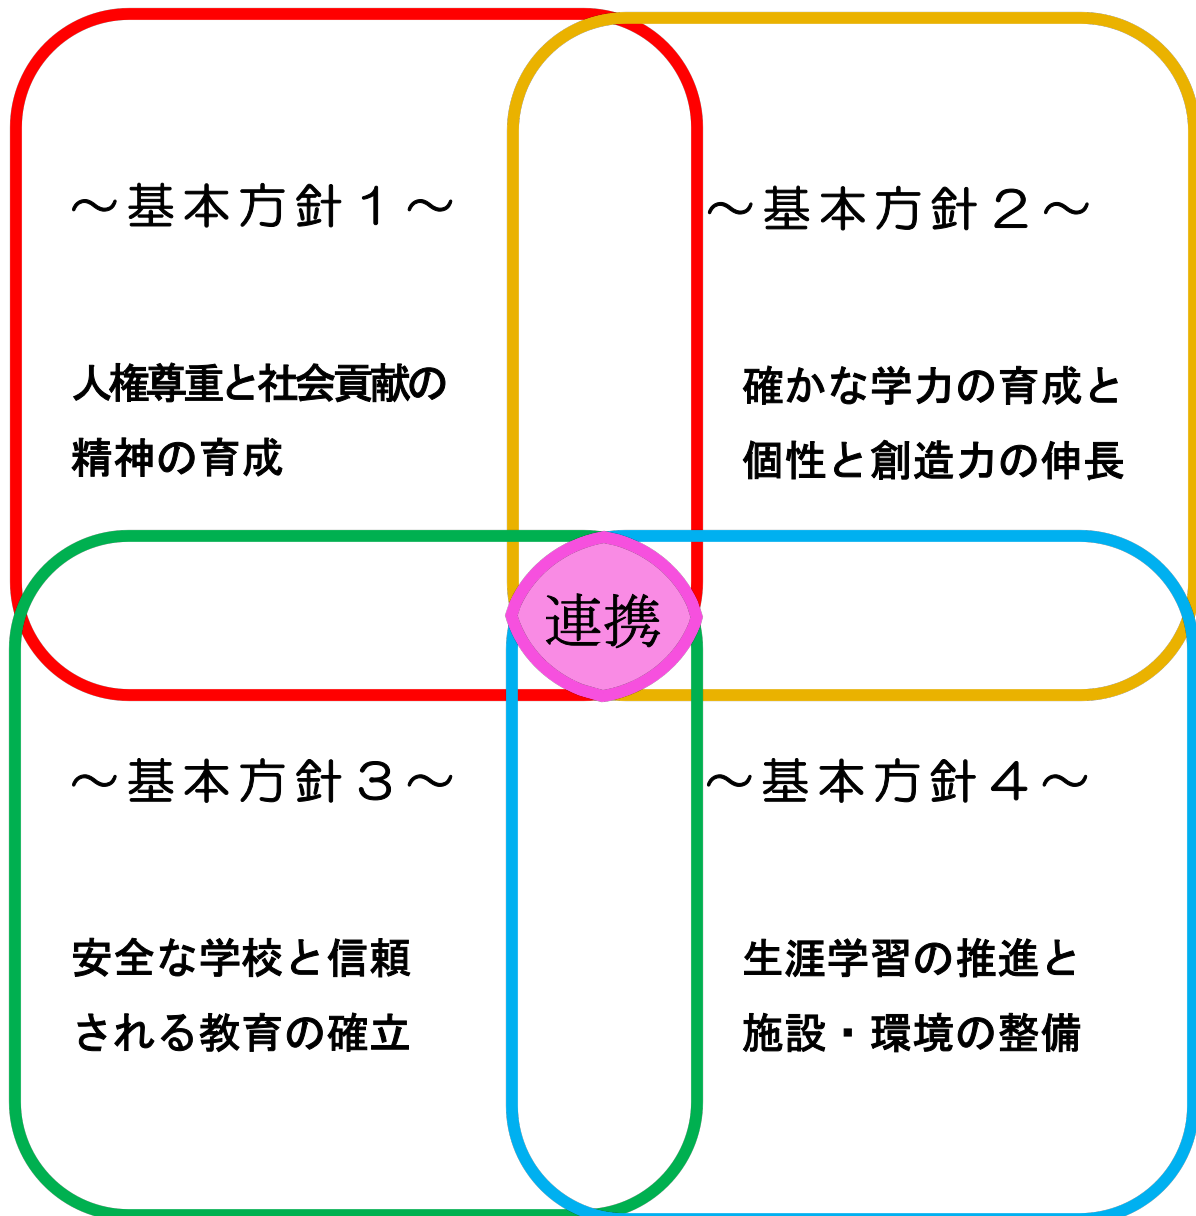 ～基本方針１～
人権尊重と社会貢献の
精神の育成
～基本方針２～
確かな学力の育成と
個性と創造力の伸長
連携
～基本方針３～
安全な学校と信頼
される教育の確立
～基本方針４～
生涯学習の推進と
施設・環境の整備